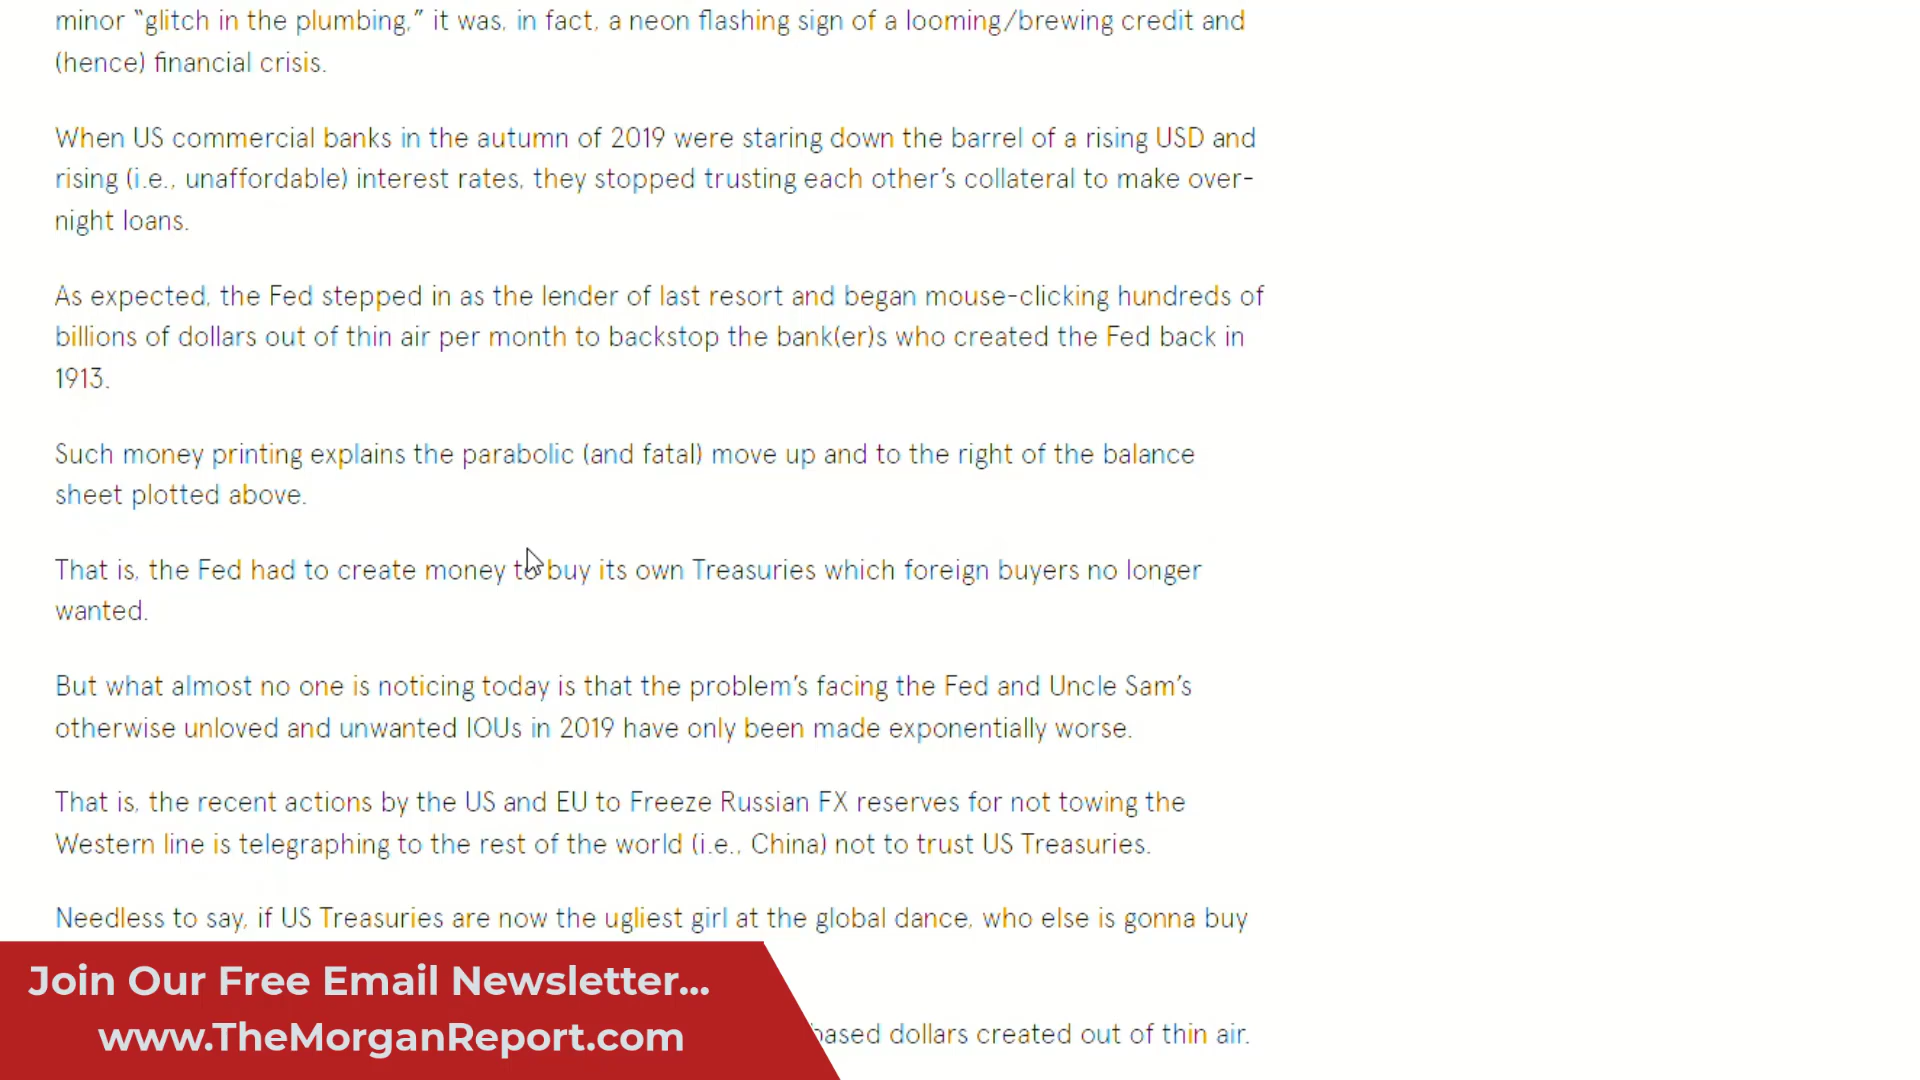 minor “glitch in the plumbing,” it was, in fact, a neon flashing sign of a looming/brewing credit and
(hence) financial crisis.
When US commercial banks in the autumn of 2019 were staring down the barrel of a rising USD and
rising (i.e., unaffordable) interest rates, they stopped trusting each other’s collateral to make over-
night loans.
As expected, the Fed stepped in as the lender of last resort and began mouse-clicking hundreds of
billions of dollars out of thin air per month to backstop the bank(er)s who created the Fed back in
1913.
Such money printing explains the parabolic (and fatal) move up and to the right of the balance
sheet plotted above.
That is, the Fed had to create money to buy its own Treasuries which foreign buyers no longer
wanted.
But what almost no one is noticing today is that the problem’s facing the Fed and Uncle Sam’s
otherwise unloved and unwanted IOUs in 2019 have only been made exponentially worse.
That is, the recent actions by the US and EU to Freeze Russian FX reserves for not towing the
Western line is telegraphing to the rest of the world (i.e., China) not to trust US Treasuries.
Needless to say, if US Treasuries are now the ugliest girl at the global dance, who else is gonna buy
based dollars created out of thin air.
Join Our Free Email Newsletter...
www.TheMorganReport.com